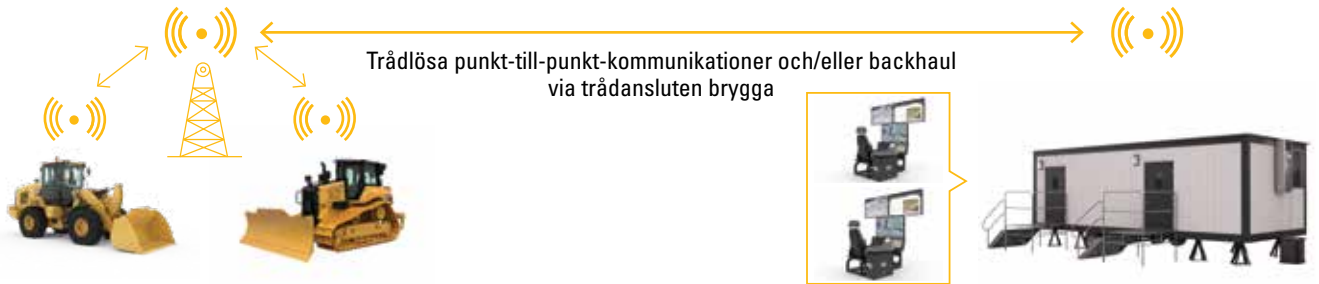 Trådlösa punkt-till-punkt-kommunikationer och/eller backhaul
via trådansluten brygga